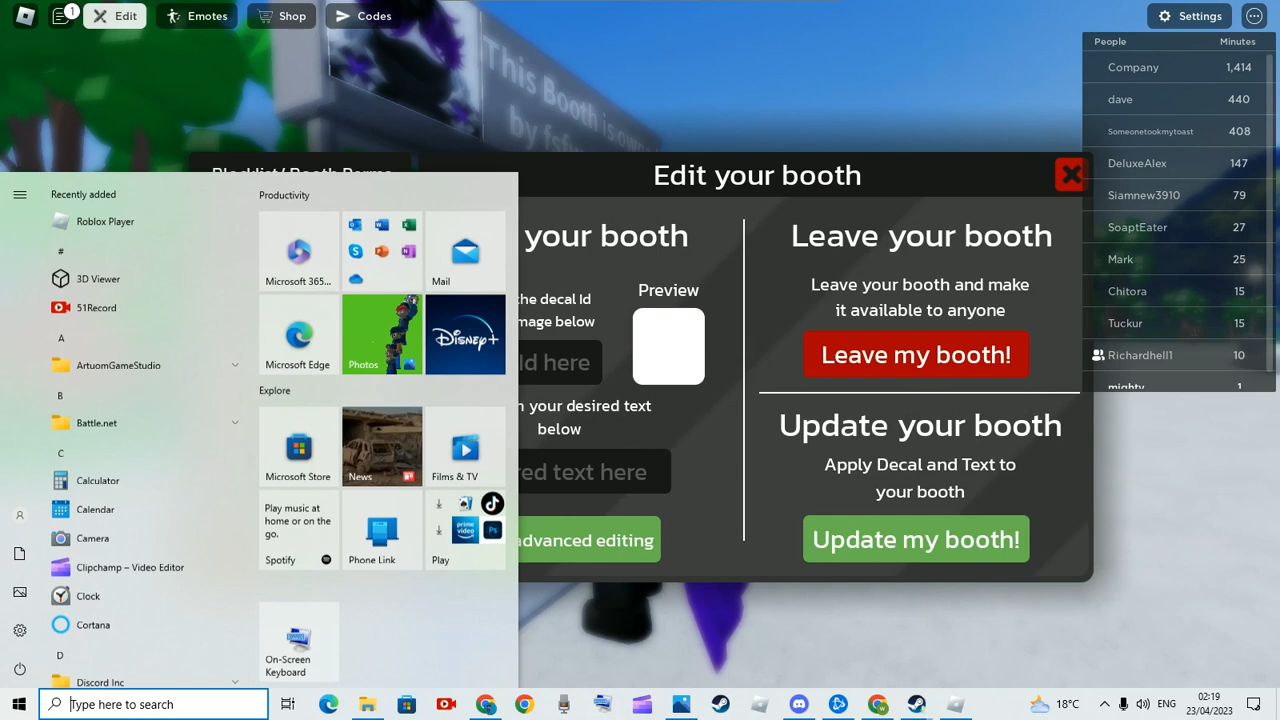 1
Edit
Emotes
Shop
Codes
Settings
This Booth is
by
People Minutes
Company 1,414
dave 440
Someonetookmytoast 408
DeluxeAlex 147
Siamnew3910 79
SoaptEater 27
Mark 25
Chitora 15
Tuckur 15
Richardhell1 10
mighty 1
Edit your booth
your booth
the decal Id
mage below
Id here
Preview
n your desired text
below
red text here
advanced editing
Leave your booth
Leave your booth and make
it available to anyone
Leave my booth!
Update your booth
Apply Decal and Text to
your booth
Update my booth!
Recently added
Roblox Player
#
3D Viewer
51Record
A
ArtuomGameStudio
B
Battle.net
C
Calculator
Calendar
Camera
Clipchamp – Video Editor
Clock
Cortana
D
Discord Inc
Productivity
Microsoft 365...
Mail
Microsoft Edge
Photos
Disney+
Explore
Microsoft Store
News
Films & TV
Play music at
home or on the
go.
Spotify
Phone Link
prime
video
Ps
Play
On-Screen
Keyboard
Type here to search
18°C
ENG
02:19
23/04/2023